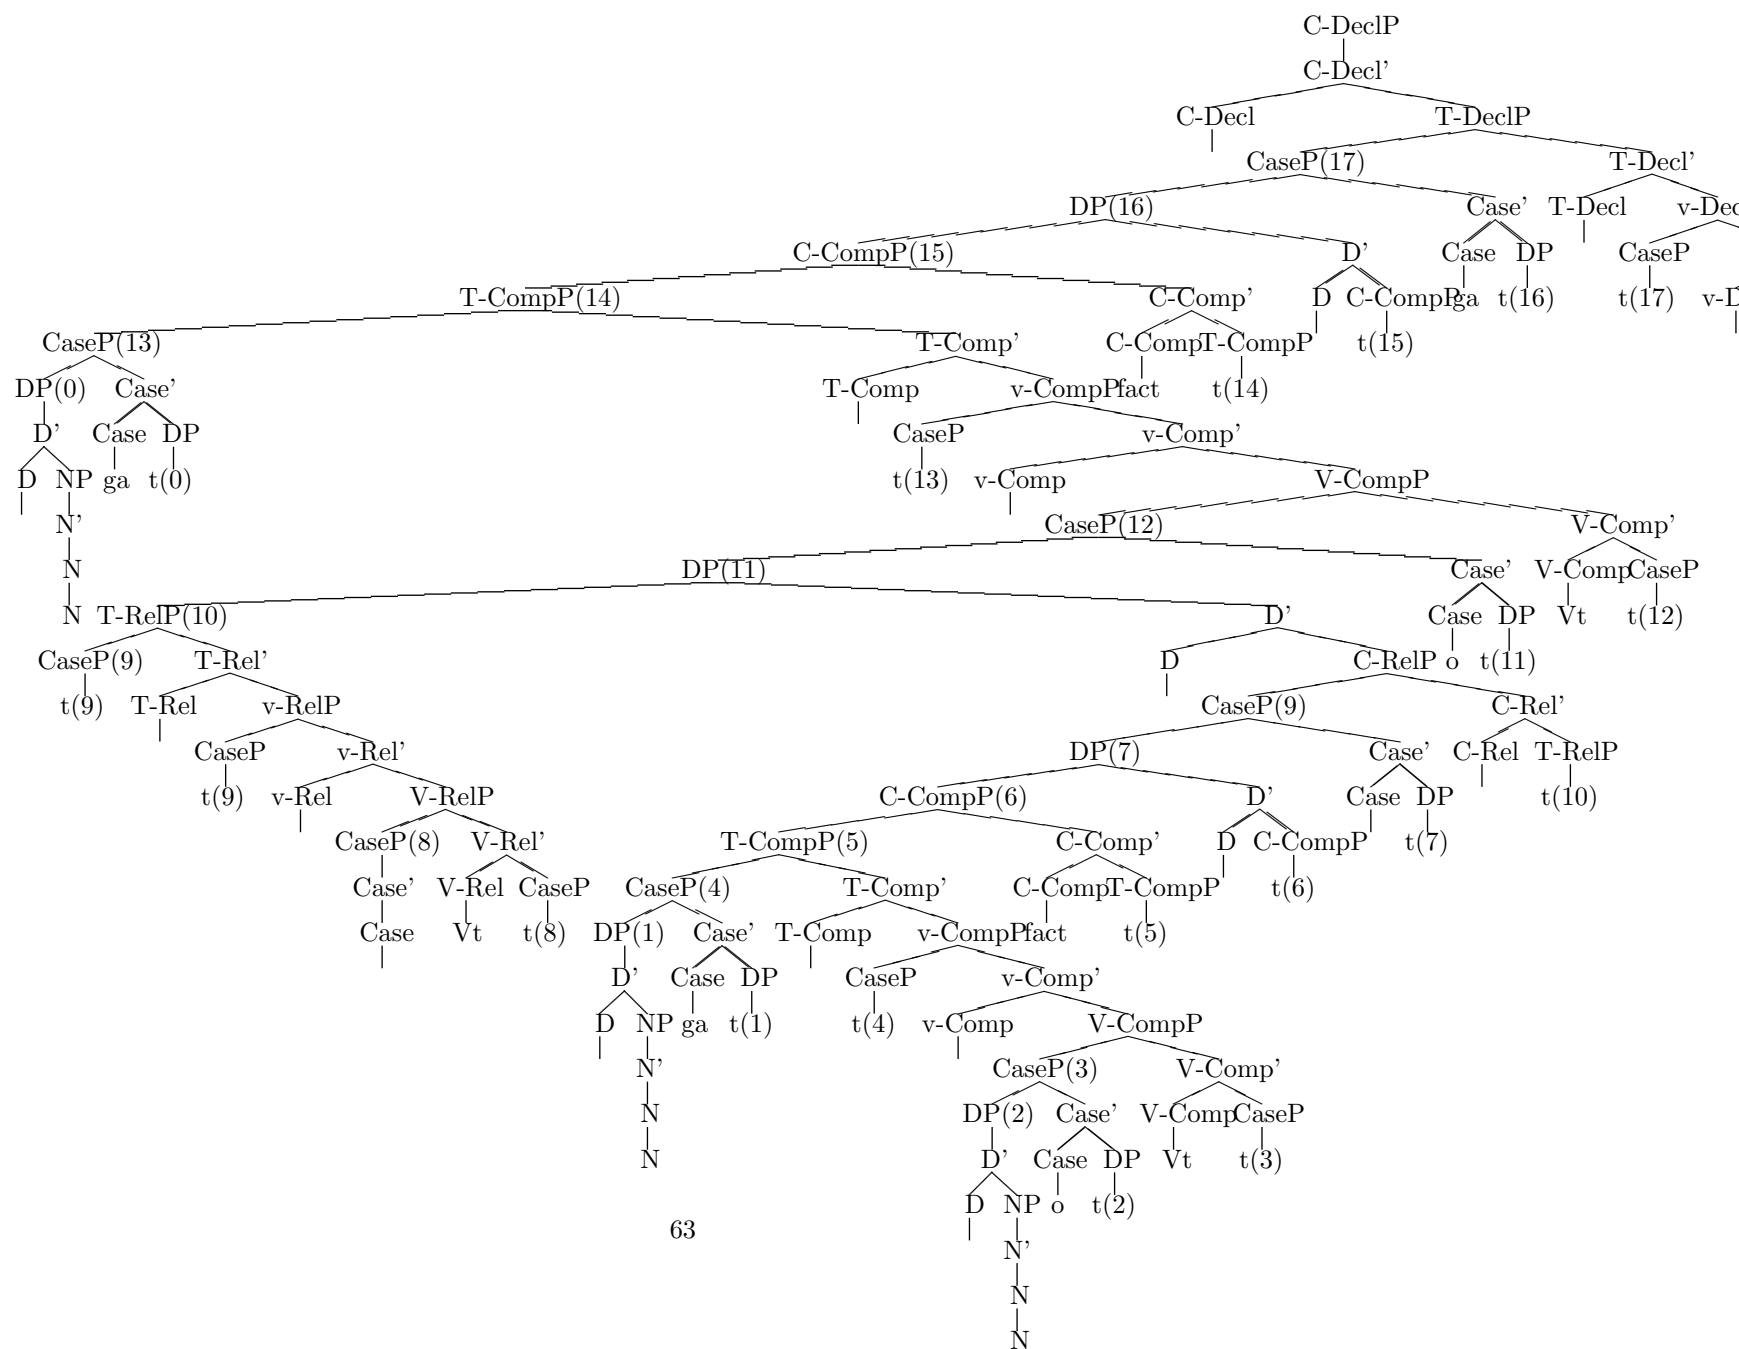 C-DeclP
C-Decl'
C-Decl T-DeclP
CaseP(17) T-Decl'
DP(16) Case' T-Decl v-Dec
C-CompP(15) D' Case DP CaseP
T-CompP(14) C-Comp' D C-CompP ga t(16) t(17) v-D
CaseP(13) T-Comp' C-Comp T-CompP t(15)
DP(0) Case' T-Comp v-CompP fact t(14)
D' Case DP CaseP v-Comp'
D NP ga t(0) t(13) v-Comp V-CompP
N' CaseP(12) V-Comp'
N DP(11) Case' V-Comp CaseP
N T-RelP(10) D' Case DP Vt t(12)
CaseP(9) T-Rel' D C-RelP o t(11)
t(9) T-Rel v-RelP CaseP(9) C-Rel'
CaseP v-Rel' DP(7) Case' C-Rel T-RelP
t(9) v-Rel V-RelP C-CompP(6) D' Case DP t(10)
CaseP(8) V-Rel' T-CompP(5) C-Comp' D C-CompP t(7)
Case' V-Rel CaseP CaseP(4) T-Comp' C-Comp T-CompP t(6)
Case Vt t(8) DP(1) Case' T-Comp v-CompP fact t(5)
D' Case DP CaseP v-Comp'
D NP ga t(1) t(4) v-Comp V-CompP
N' CaseP(3) V-Comp'
N DP(2) Case' V-Comp CaseP
N D' Case DP Vt t(3)
D NP o t(2)
63
N'
N
N